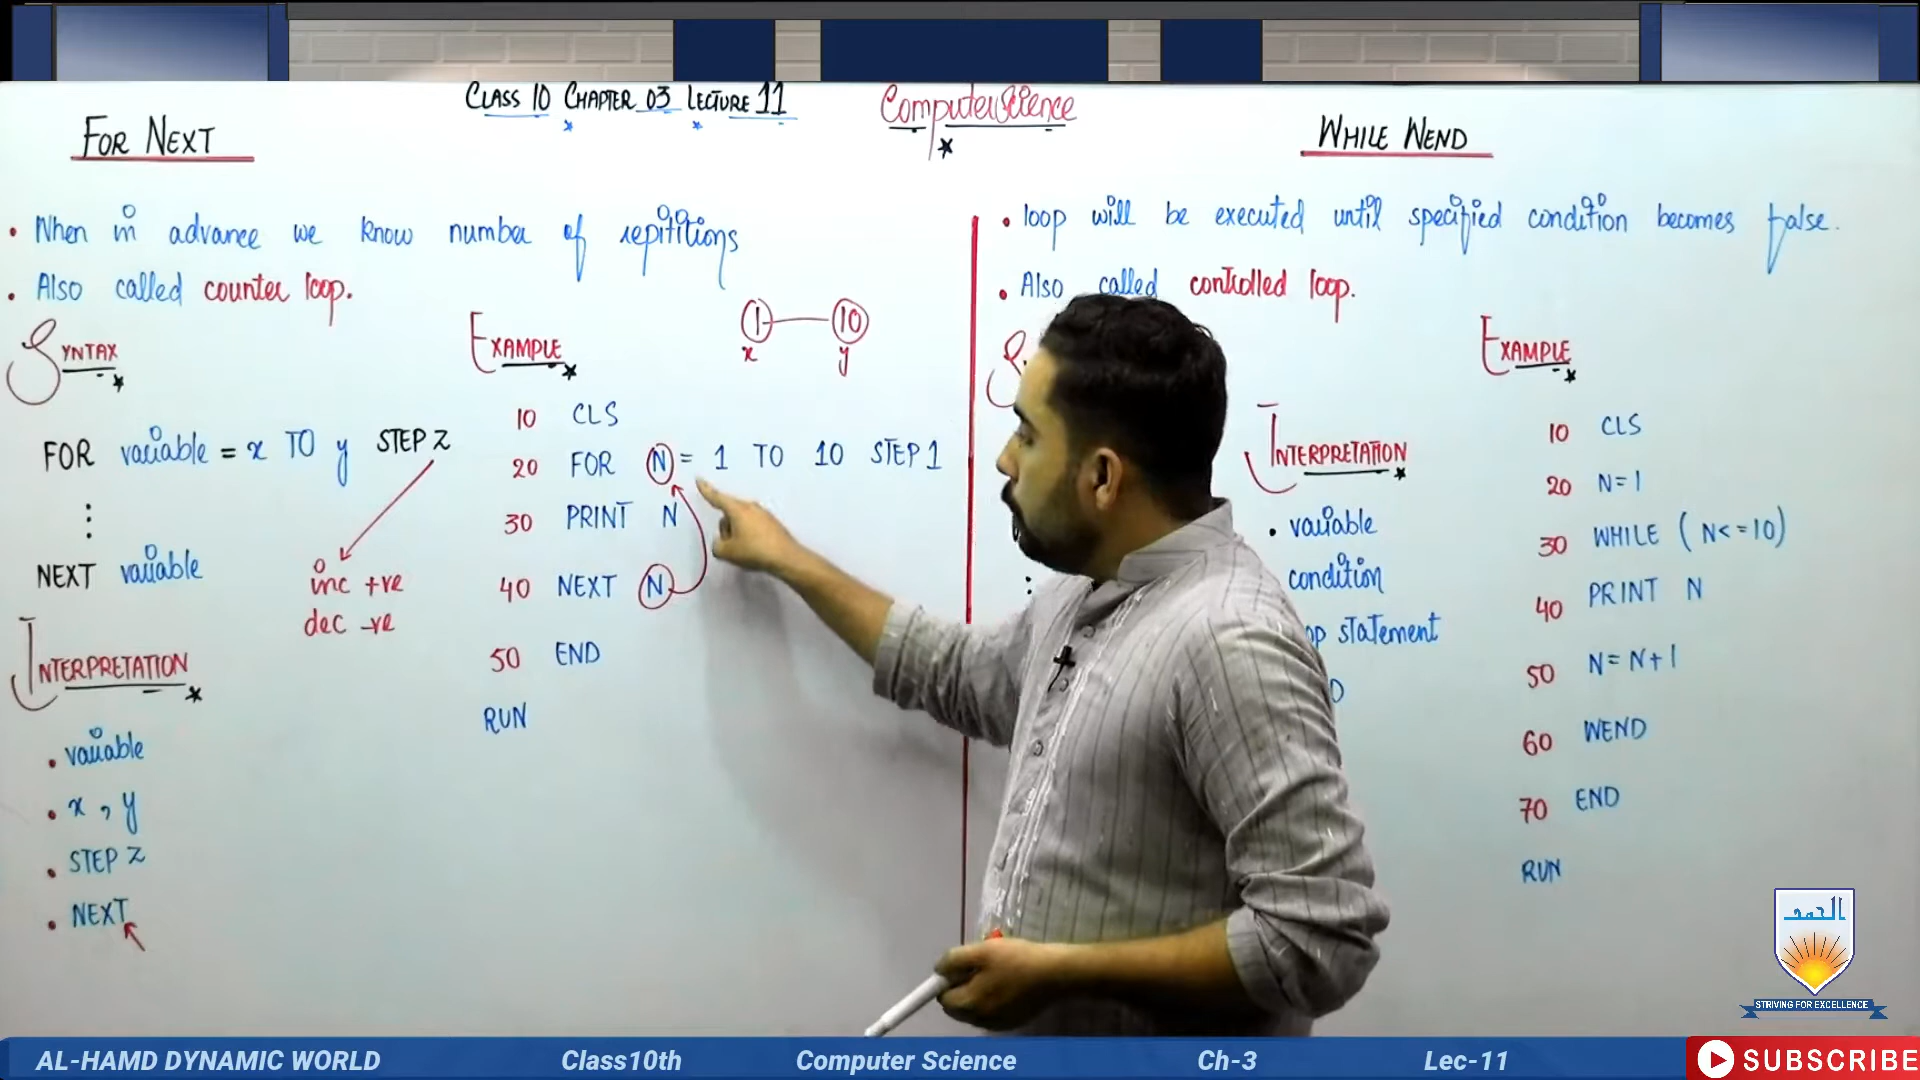 CLASS 10 CHAPTER 03 LECTURE 11
Computer Science
FOR NEXT
• When in advance we know number of repititions
• Also called counter loop.
SYNTAX
FOR variable = x TO y STEP z
NEXT variable
inc +ve
dec -ve
INTERPRETATION
• variable
• x , y
• STEP z
• NEXT
EXAMPLE
1 10
x y
10 CLS
20 FOR N = 1 TO 10 STEP 1
30 PRINT N
40 NEXT N
50 END
RUN
WHILE WEND
• loop will be executed until specified condition becomes false.
• Also called controlled loop.
INTERPRETATION
• variable
condition
statement
EXAMPLE
10 CLS
20 N=1
30 WHILE ( N<=10)
40 PRINT N
50 N=N+1
60 WEND
70 END
RUN
الحمد
STRIVING FOR EXCELLENCE
AL-HAMD DYNAMIC WORLD Class10th Computer Science Ch-3 Lec-11
SUBSCRIBE